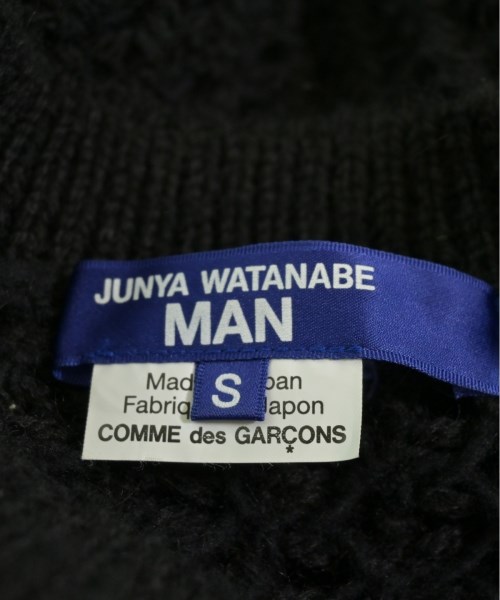 JUNYA WATANABE
MAN
S
Mad pan
Fabriq Japon
COMME des GARÇONS
*